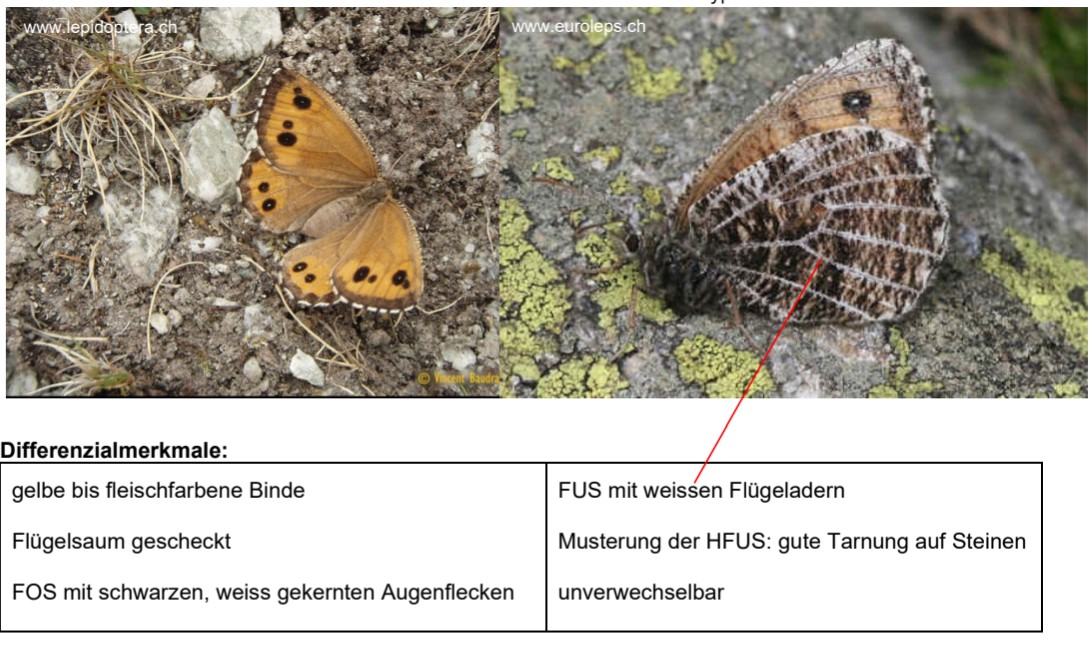 www.lepidoptera.ch
www.euroleps.ch
© Vincent Baudra
Differenzialmerkmale:
gelbe bis fleischfarbene Binde
FUS mit weissen Flügeladern
Flügelsaum gescheckt
Musterung der HFUS: gute Tarnung auf Steinen
FOS mit schwarzen, weiss gekernten Augenflecken
unverwechselbar